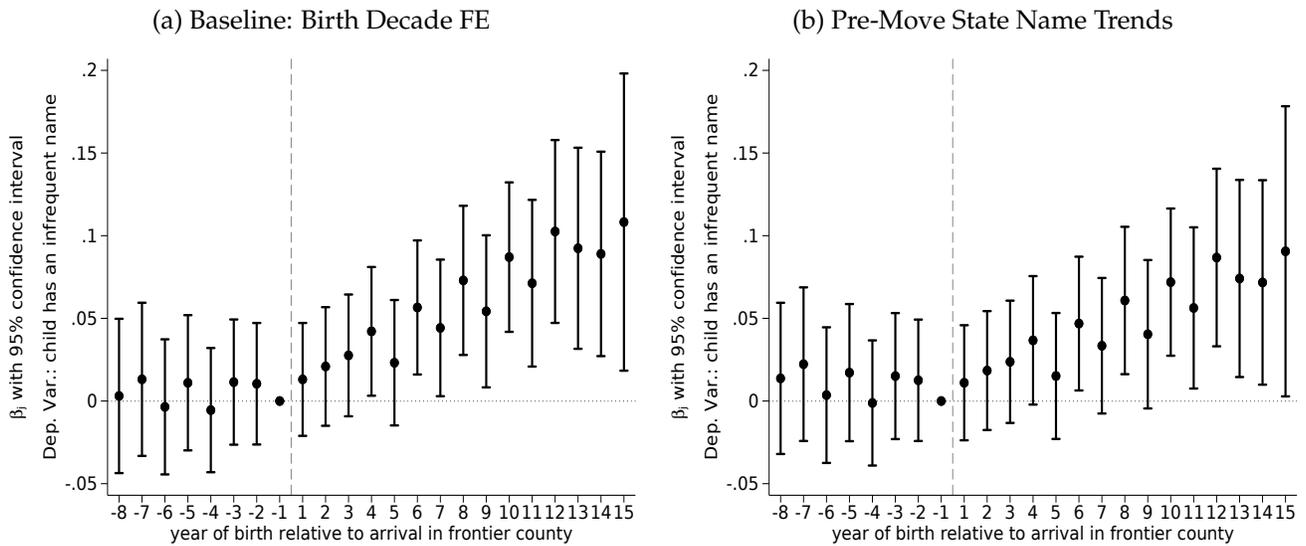 (a) Baseline: Birth Decade FE
(b) Pre-Move State Name Trends
βj with 95% confidence interval
Dep. Var.: child has an infrequent name
.2
.15
.1
.05
0
-.05
-8 -7 -6 -5 -4 -3 -2 -1 1 2 3 4 5 6 7 8 9 10 11 12 13 14 15
year of birth relative to arrival in frontier county
βj with 95% confidence interval
Dep. Var.: child has an infrequent name
.2
.15
.1
.05
0
-.05
-8 -7 -6 -5 -4 -3 -2 -1 1 2 3 4 5 6 7 8 9 10 11 12 13 14 15
year of birth relative to arrival in frontier county